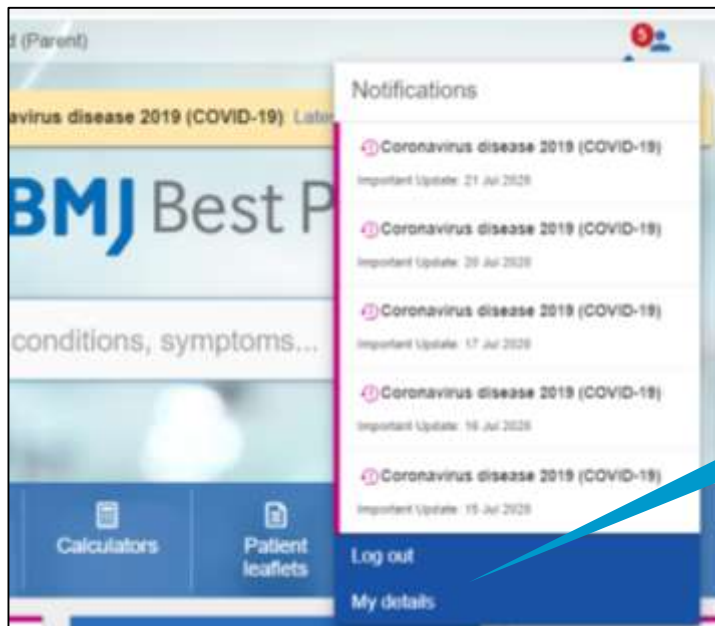 d (Parent)
5
avirus disease 2019 (COVID-19) Late
BMJ Best P
conditions, symptoms...
Calculators
Patient
leaflets
Notifications
Coronavirus disease 2019 (COVID-19)
Important Update: 21 Jul 2020
Coronavirus disease 2019 (COVID-19)
Important Update: 20 Jul 2020
Coronavirus disease 2019 (COVID-19)
Important Update: 17 Jul 2020
Coronavirus disease 2019 (COVID-19)
Important Update: 16 Jul 2020
Coronavirus disease 2019 (COVID-19)
Important Update: 15 Jul 2020
Log out
My details